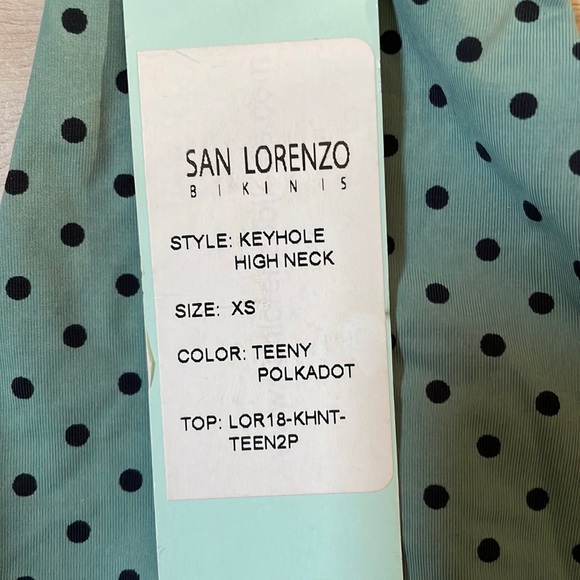 SAN LORENZO
BIKINIS
STYLE: KEYHOLE
HIGH NECK
SIZE: XS
COLOR: TEENY
POLKADOT
TOP: LOR18-KHNT-
TEEN2P